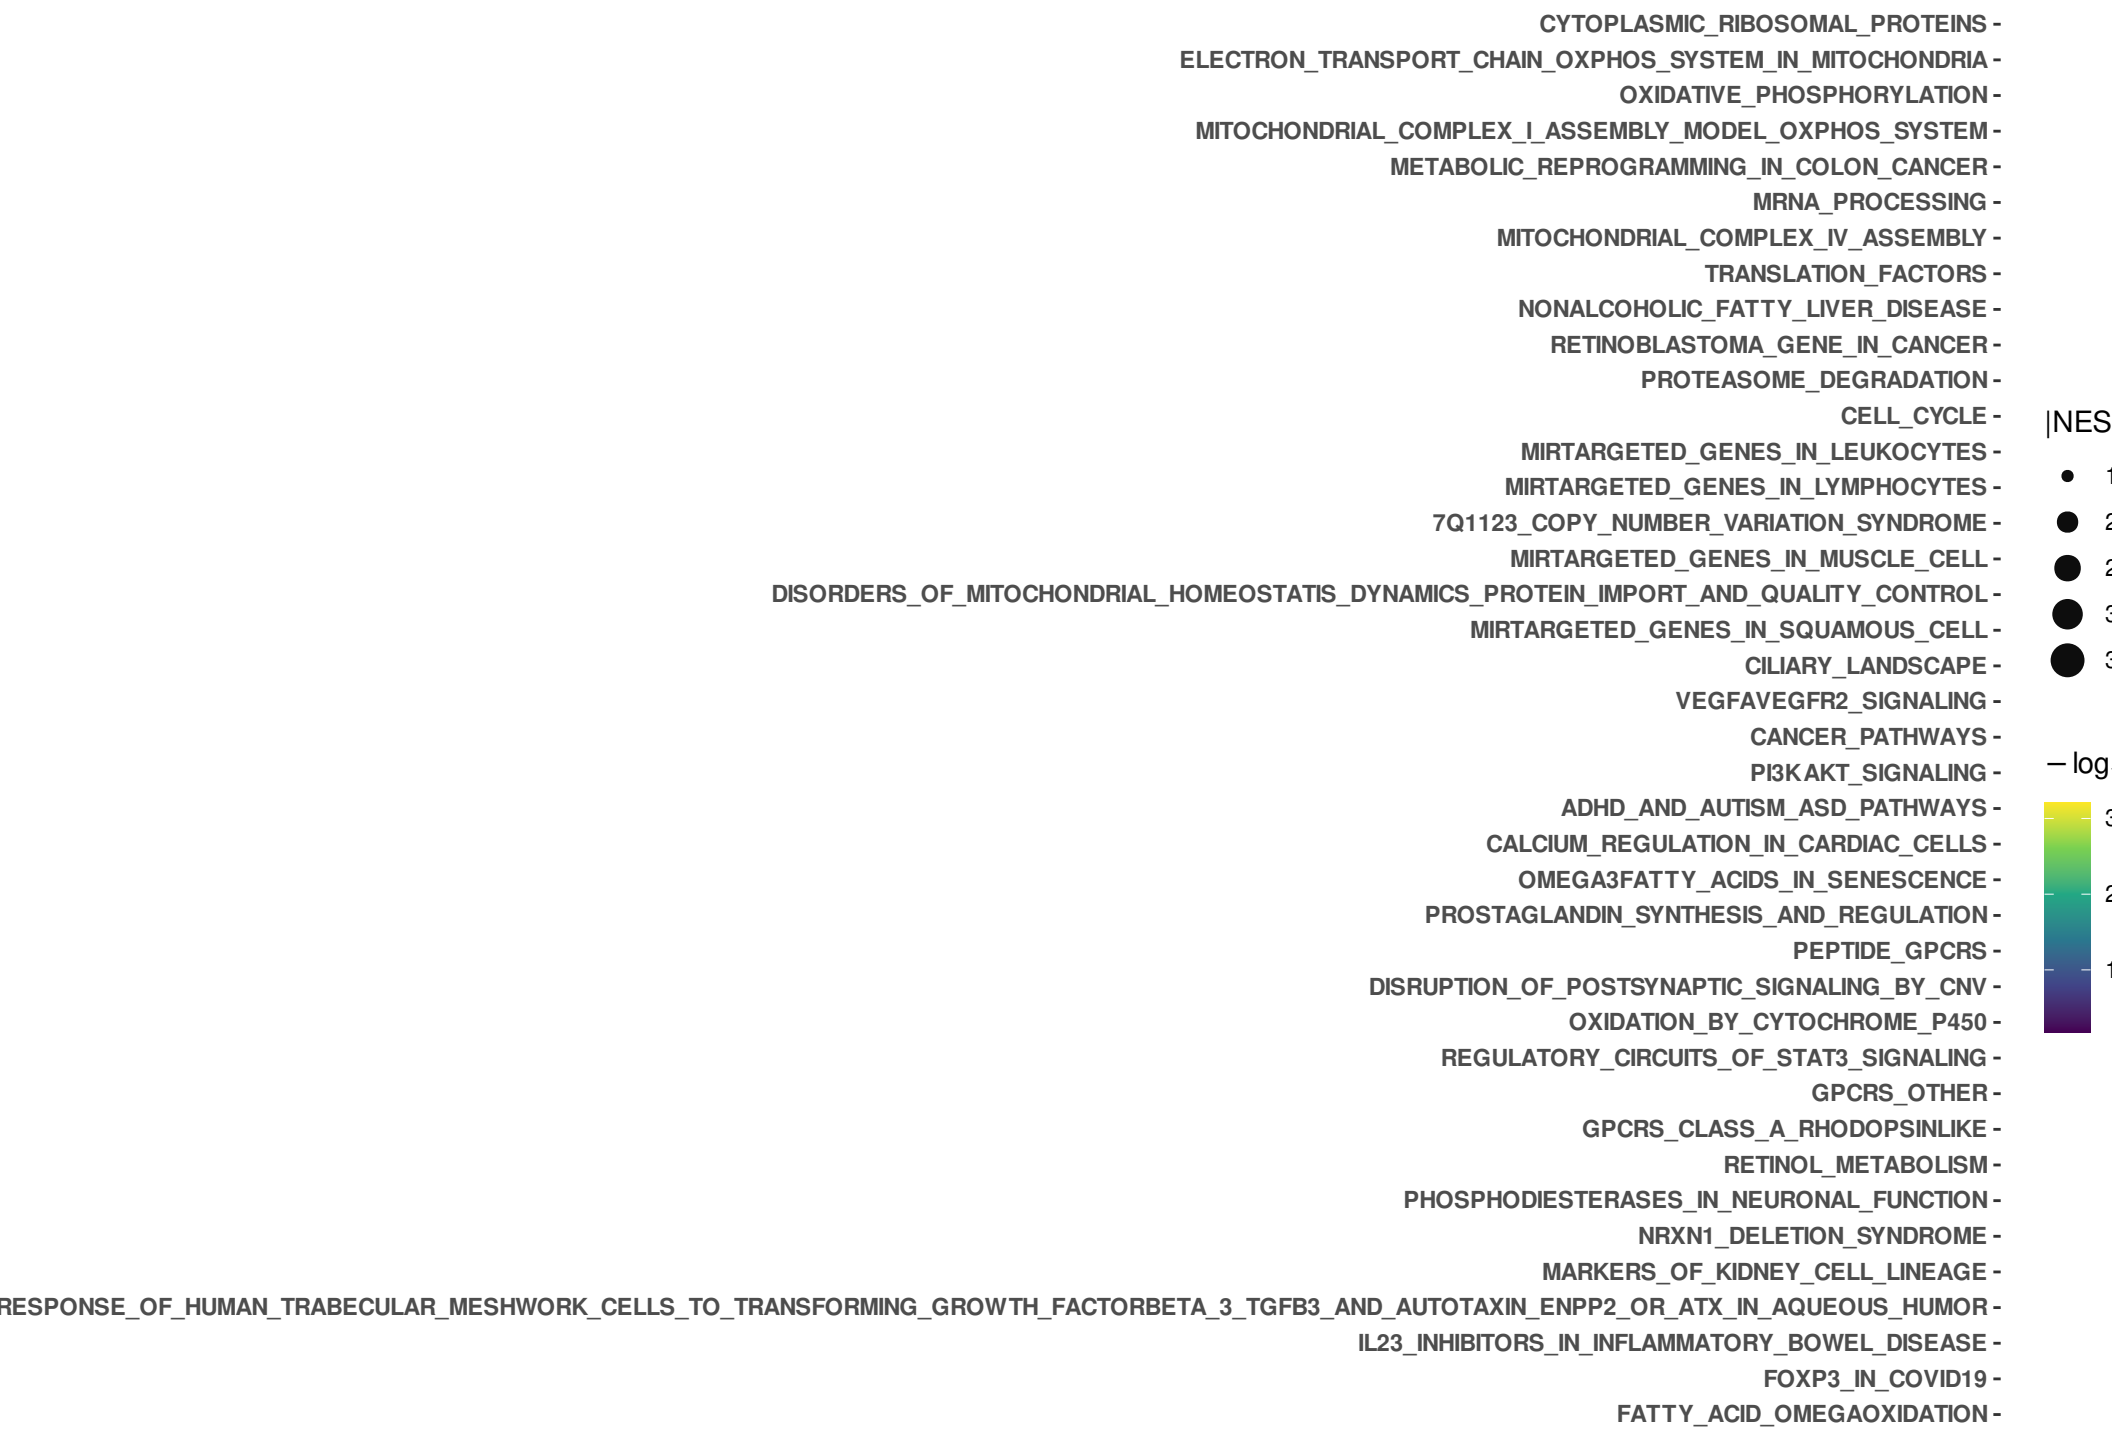 CYTOPLASMIC_RIBOSOMAL_PROTEINS
ELECTRON_TRANSPORT_CHAIN_OXPHOS_SYSTEM_IN_MITOCHONDRIA
OXIDATIVE_PHOSPHORYLATION
MITOCHONDRIAL_COMPLEX_I_ASSEMBLY_MODEL_OXPHOS_SYSTEM
METABOLIC_REPROGRAMMING_IN_COLON_CANCER
MRNA_PROCESSING
MITOCHONDRIAL_COMPLEX_IV_ASSEMBLY
TRANSLATION_FACTORS
NONALCOHOLIC_FATTY_LIVER_DISEASE
RETINOBLASTOMA_GENE_IN_CANCER
PROTEASOME_DEGRADATION
CELL_CYCLE
MIRTARGETED_GENES_IN_LEUKOCYTES
MIRTARGETED_GENES_IN_LYMPHOCYTES
7Q1123_COPY_NUMBER_VARIATION_SYNDROME
MIRTARGETED_GENES_IN_MUSCLE_CELL
DISORDERS_OF_MITOCHONDRIAL_HOMEOSTATIS_DYNAMICS_PROTEIN_IMPORT_AND_QUALITY_CONTROL
MIRTARGETED_GENES_IN_SQUAMOUS_CELL
CILIARY_LANDSCAPE
VEGFAVEGFR2_SIGNALING
CANCER_PATHWAYS
PI3KAKT_SIGNALING
ADHD_AND_AUTISM_ASD_PATHWAYS
CALCIUM_REGULATION_IN_CARDIAC_CELLS
OMEGA3FATTY_ACIDS_IN_SENESCENCE
PROSTAGLANDIN_SYNTHESIS_AND_REGULATION
PEPTIDE_GPCRS
DISRUPTION_OF_POSTSYNAPTIC_SIGNALING_BY_CNV
OXIDATION_BY_CYTOCHROME_P450
REGULATORY_CIRCUITS_OF_STAT3_SIGNALING
GPCRS_OTHER
GPCRS_CLASS_A_RHODOPSINLIKE
RETINOL_METABOLISM
PHOSPHODIESTERASES_IN_NEURONAL_FUNCTION
NRXN1_DELETION_SYNDROME
MARKERS_OF_KIDNEY_CELL_LINEAGE
RESPONSE_OF_HUMAN_TRABECULAR_MESHWORK_CELLS_TO_TRANSFORMING_GROWTH_FACTORBETA_3_TGFB3_AND_AUTOTAXIN_ENPP2_OR_ATX_IN_AQUEOUS_HUMOR
IL23_INHIBITORS_IN_INFLAMMATORY_BOWEL_DISEASE
FOXP3_IN_COVID19
FATTY_ACID_OMEGAOXIDATION
|NES
− log